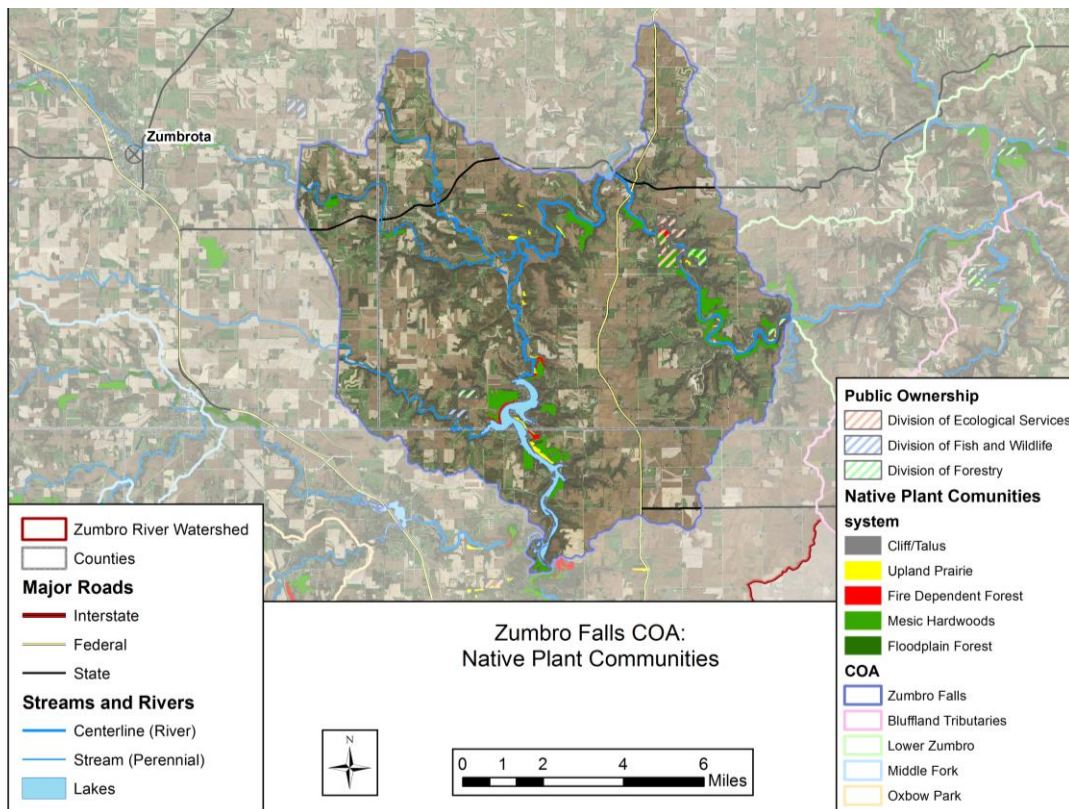 Zumbrota
Zumbro River Watershed
Counties
Major Roads
Interstate
Federal
State
Streams and Rivers
Centerline (River)
Stream (Perennial)
Lakes
Zumbro Falls COA:
Native Plant Communities
N
0 1 2 4 6
Miles
Public Ownership
Division of Ecological Services
Division of Fish and Wildlife
Division of Forestry
Native Plant Comunities
system
Cliff/Talus
Upland Prairie
Fire Dependent Forest
Mesic Hardwoods
Floodplain Forest
COA
Zumbro Falls
Bluffland Tributaries
Lower Zumbro
Middle Fork
Oxbow Park